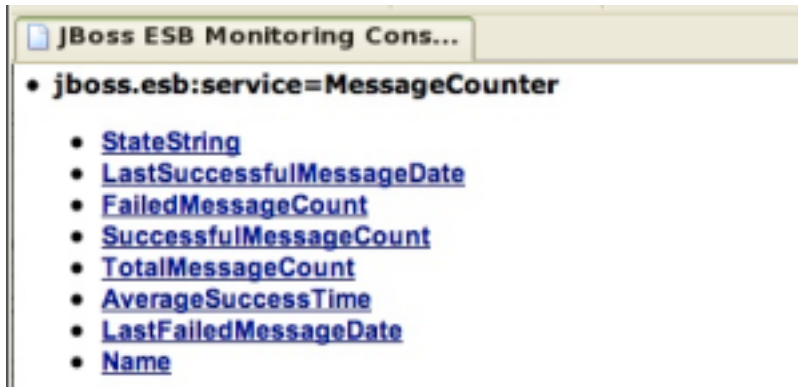 JBoss ESB Monitoring Cons...
• jboss.esb:service=MessageCounter
• StateString
• LastSuccessfulMessageDate
• FailedMessageCount
• SuccessfulMessageCount
• TotalMessageCount
• AverageSuccessTime
• LastFailedMessageDate
• Name